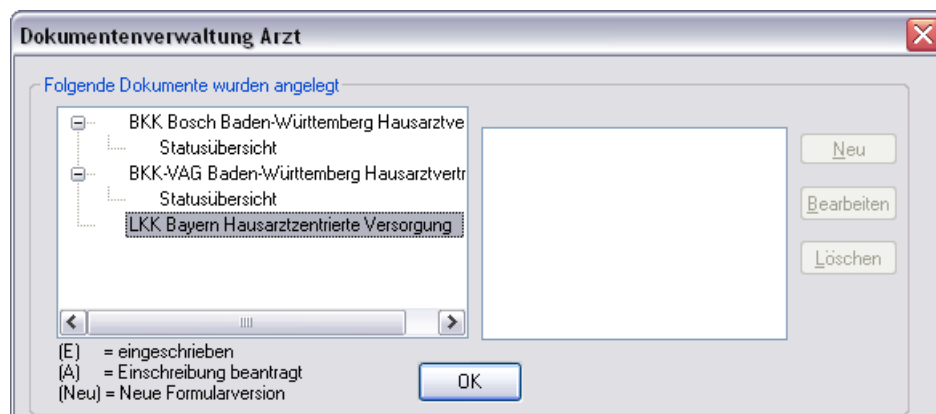 Dokumentenverwaltung Arzt
Folgende Dokumente wurden angelegt
BKK Bosch Baden-Württemberg Hausarztve
Statusübersicht
BKK-VAG Baden-Württemberg Hausarztvertr
Statusübersicht
LKK Bayern Hausarztzentrierte Versorgung
Neu
Bearbeiten
Löschen
(E) = eingeschrieben
(A) = Einschreibung beantragt
(Neu) = Neue Formularversion
OK